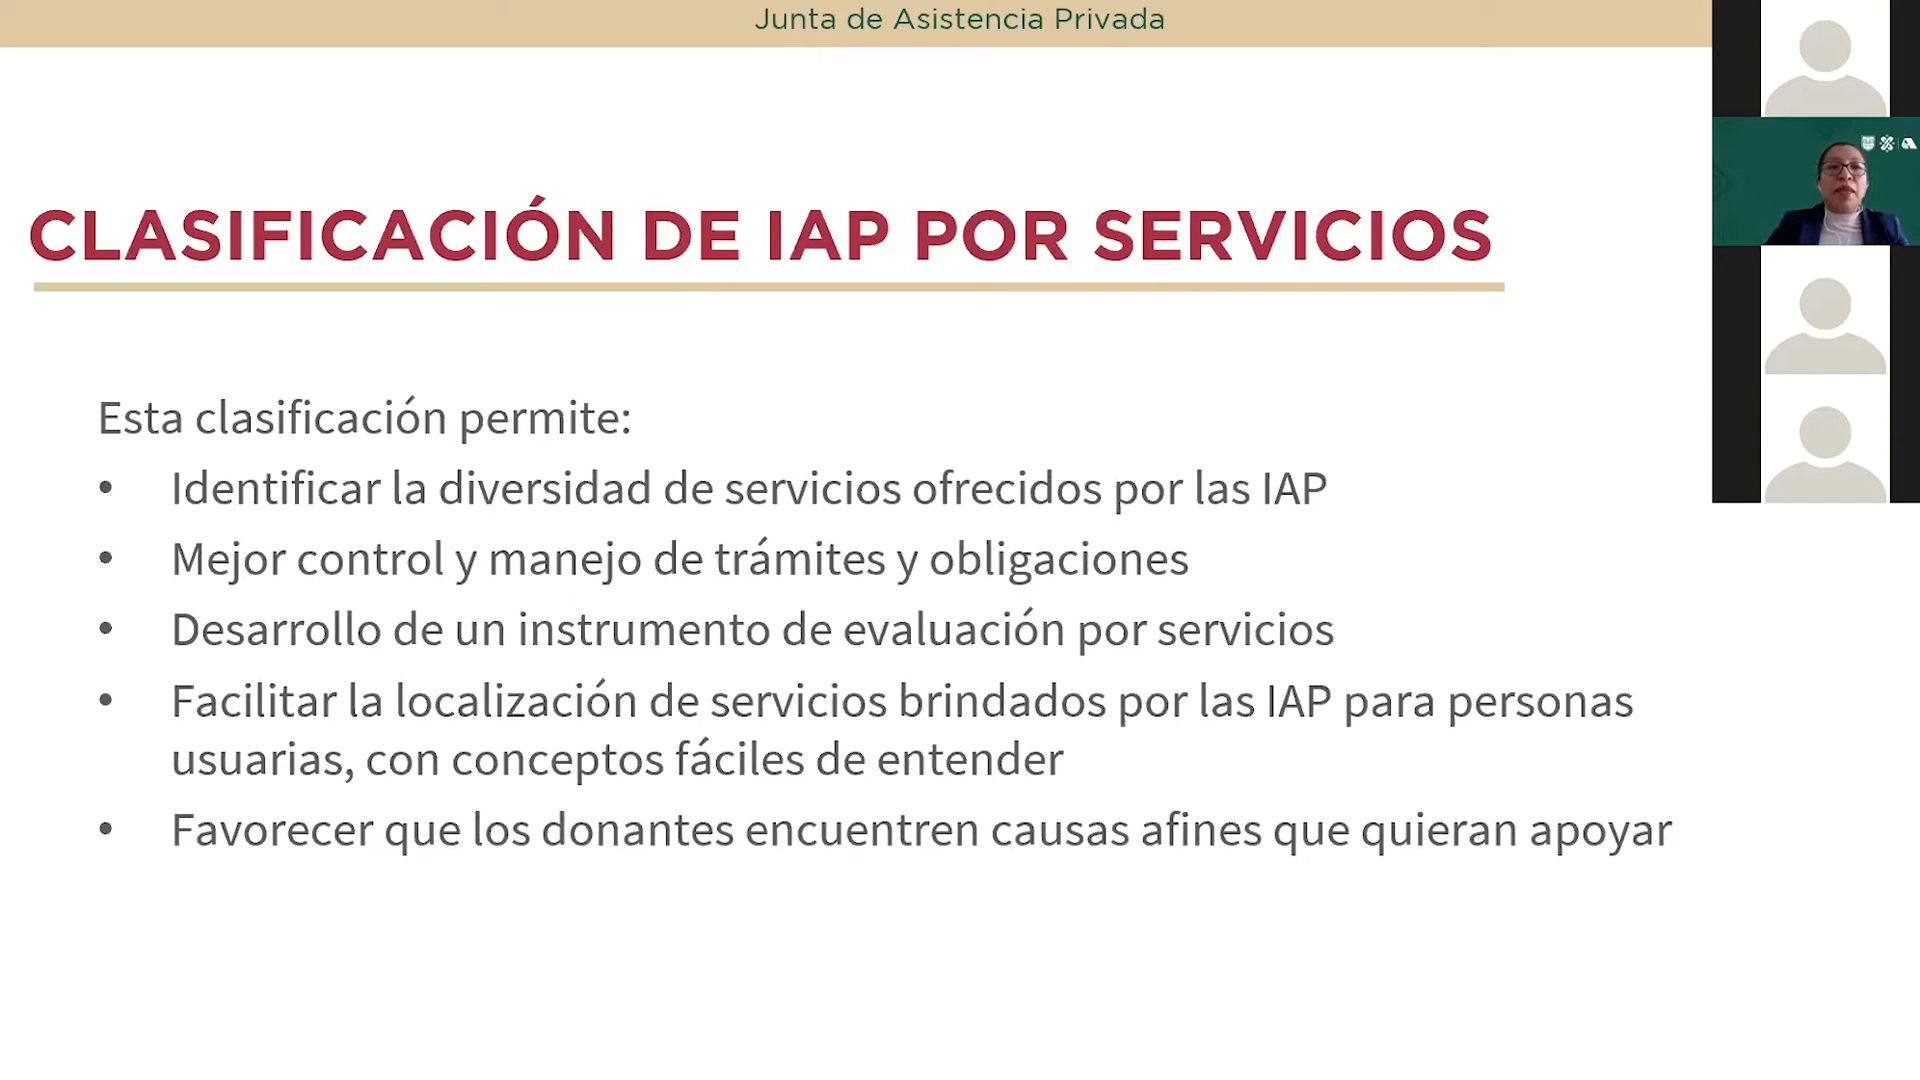 Junta de Asistencia Privada
CLASIFICACIÓN DE IAP POR SERVICIOS
Esta clasificación permite:
• Identificar la diversidad de servicios ofrecidos por las IAP
• Mejor control y manejo de trámites y obligaciones
• Desarrollo de un instrumento de evaluación por servicios
• Facilitar la localización de servicios brindados por las IAP para personas
usuarias, con conceptos fáciles de entender
• Favorecer que los donantes encuentren causas afines que quieran apoyar